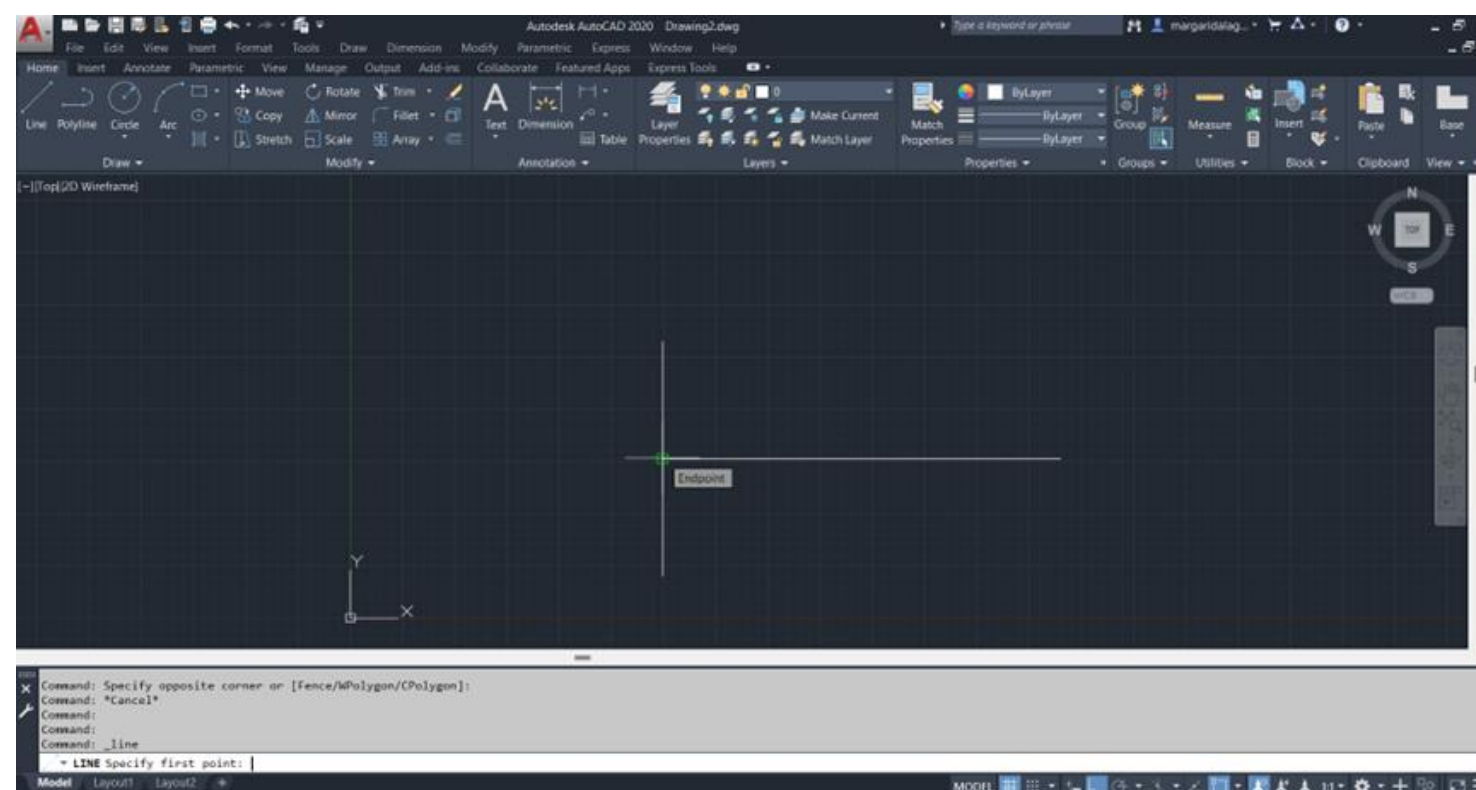 A Autodesk AutoCAD 2020 Drawing2.dwg Type a keyword or phrase margaridalag...
File Edit View Insert Format Tools Draw Dimension Modify Parametric Express Window Help
Home Insert Annotate Parametric View Manage Output Add-ins Collaborate Featured Apps Express Tools
Move Rotate Trim 0 ByLayer
Line Polyline Circle Arc Copy Mirror Fillet Text Dimension Layer Properties Make Current Match Properties ByLayer Group Measure Insert Paste Base
Stretch Scale Array Table Match Layer ByLayer
Draw Modify Annotation Layers Properties Groups Utilities Block Clipboard View
[-][Top][2D Wireframe]
N
W TOP E
S
WCS
Endpoint
Y
X
Command: Specify opposite corner or [Fence/WPolygon/CPolygon]:
Command: *Cancel*
Command:
Command:
Command: _line
LINE Specify first point:
Model Layout1 Layout2 + MODEL 1:1